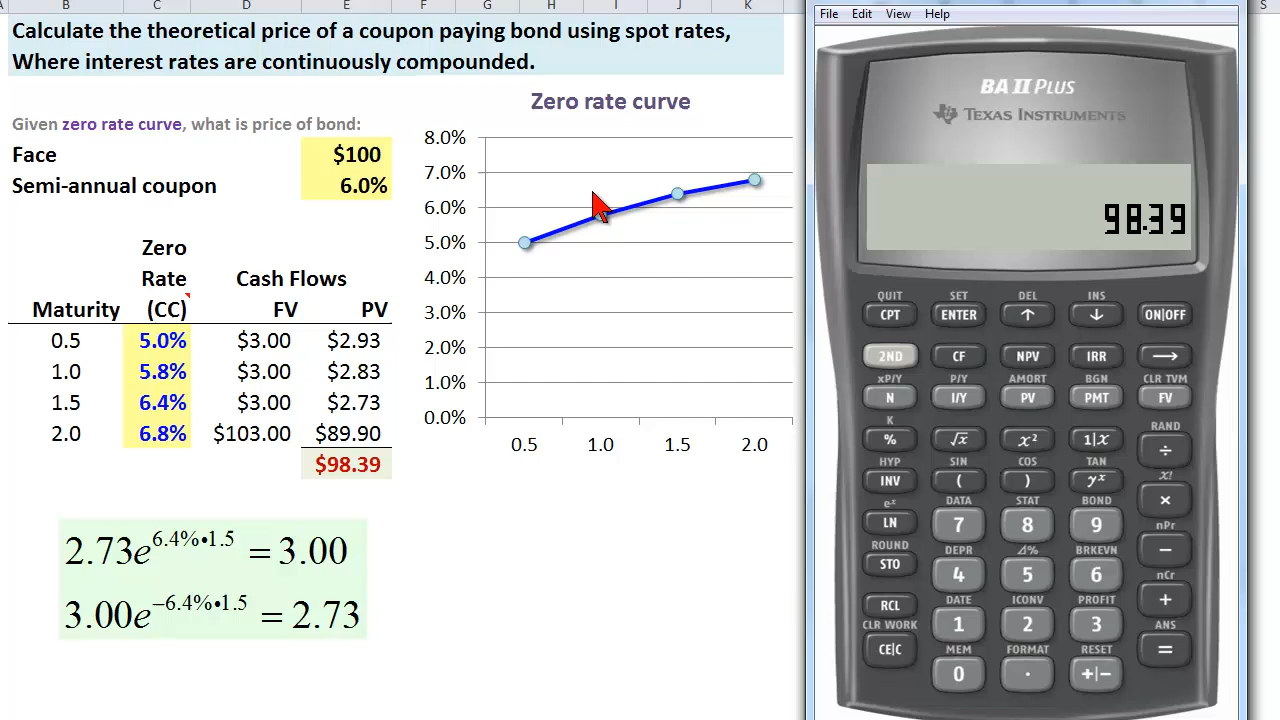 B C D E F G H I J K S
Calculate the theoretical price of a coupon paying bond using spot rates,
Where interest rates are continuously compounded.
Given zero rate curve, what is price of bond:
Face $100
Semi-annual coupon 6.0%
Zero
Rate Cash Flows
Maturity (CC) FV PV
0.5 5.0% $3.00 $2.93
1.0 5.8% $3.00 $2.83
1.5 6.4% $3.00 $2.73
2.0 6.8% $103.00 $89.90
$98.39
2.73e^6.4%•1.5 = 3.00
3.00e^−6.4%•1.5 = 2.73
Zero rate curve
8.0%
7.0%
6.0%
5.0%
4.0%
3.0%
2.0%
1.0%
0.0%
0.5 1.0 1.5 2.0
File Edit View Help
BA II PLUS
TEXAS INSTRUMENTS
98.39
QUIT SET DEL INS
CPT ENTER ↑ ↓ ON|OFF
2ND CF NPV IRR →
xP/Y P/Y AMORT BGN CLR TVM
N I/Y PV PMT FV
K RAND
% √x x² 1|X ÷
HYP SIN COS TAN X!
INV ( ) yˣ ×
eˣ DATA STAT BOND nPr
LN 7 8 9 −
ROUND DEPR ⊿% BRKEVN nCr
STO 4 5 6 +
DATE ICONV PROFIT
RCL 1 2 3
CLR WORK MEM FORMAT RESET ANS
CE|C 0 . +|− =